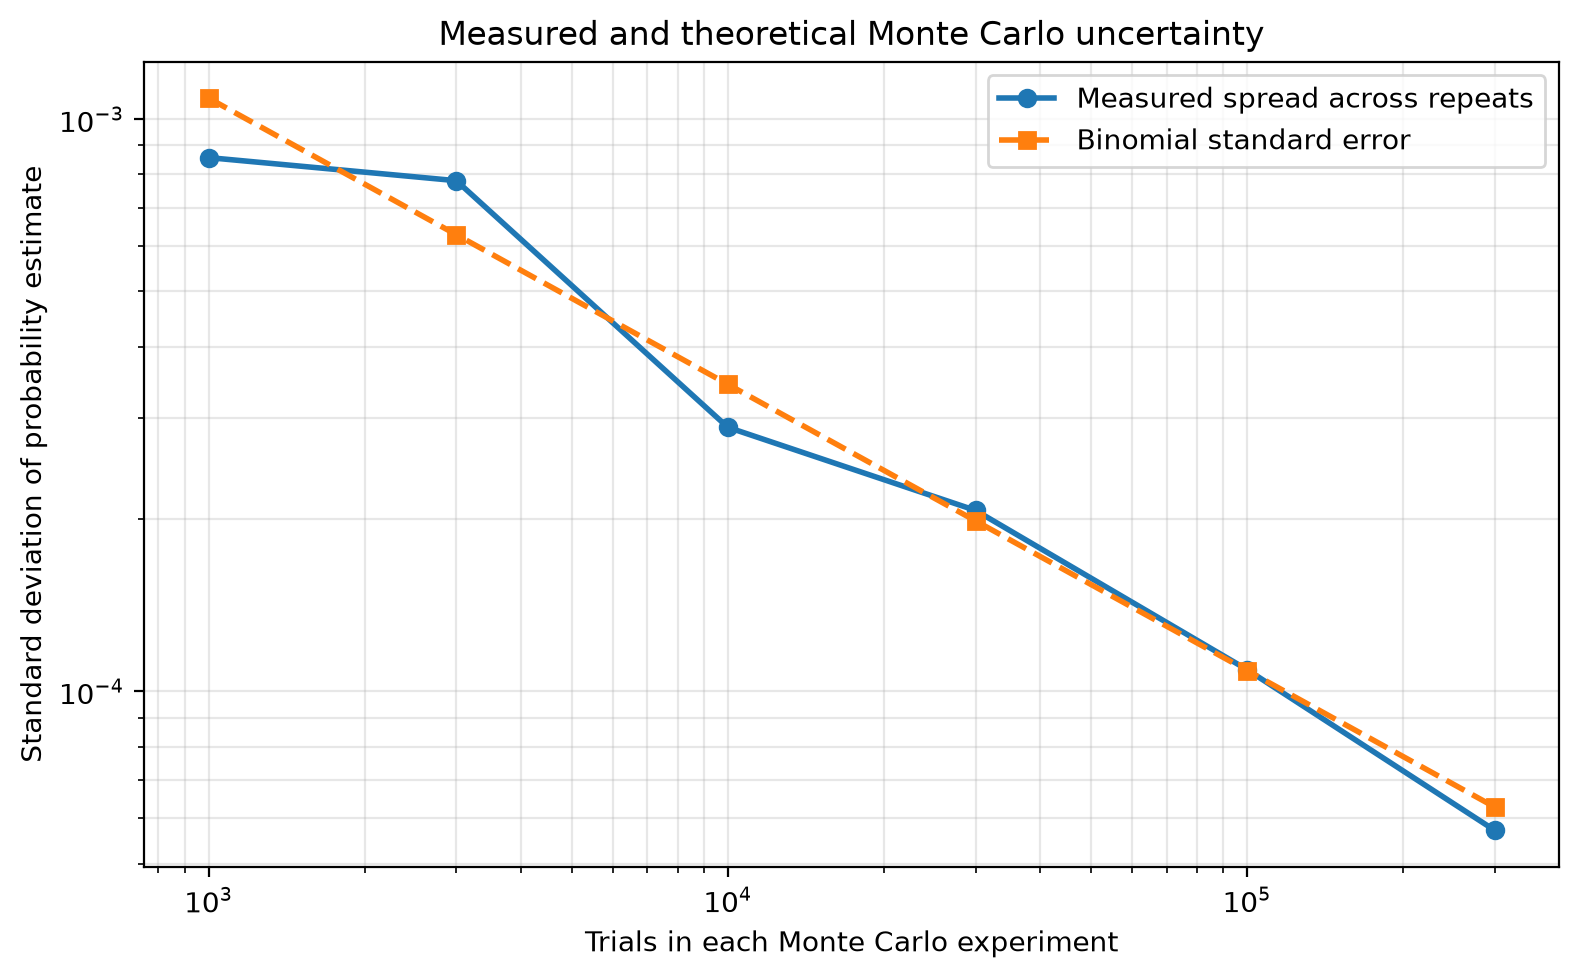 Measured and theoretical Monte Carlo uncertainty
Measured spread across repeats
Binomial standard error
Standard deviation of probability estimate
10⁻³
10⁻⁴
10³
10⁴
10⁵
Trials in each Monte Carlo experiment